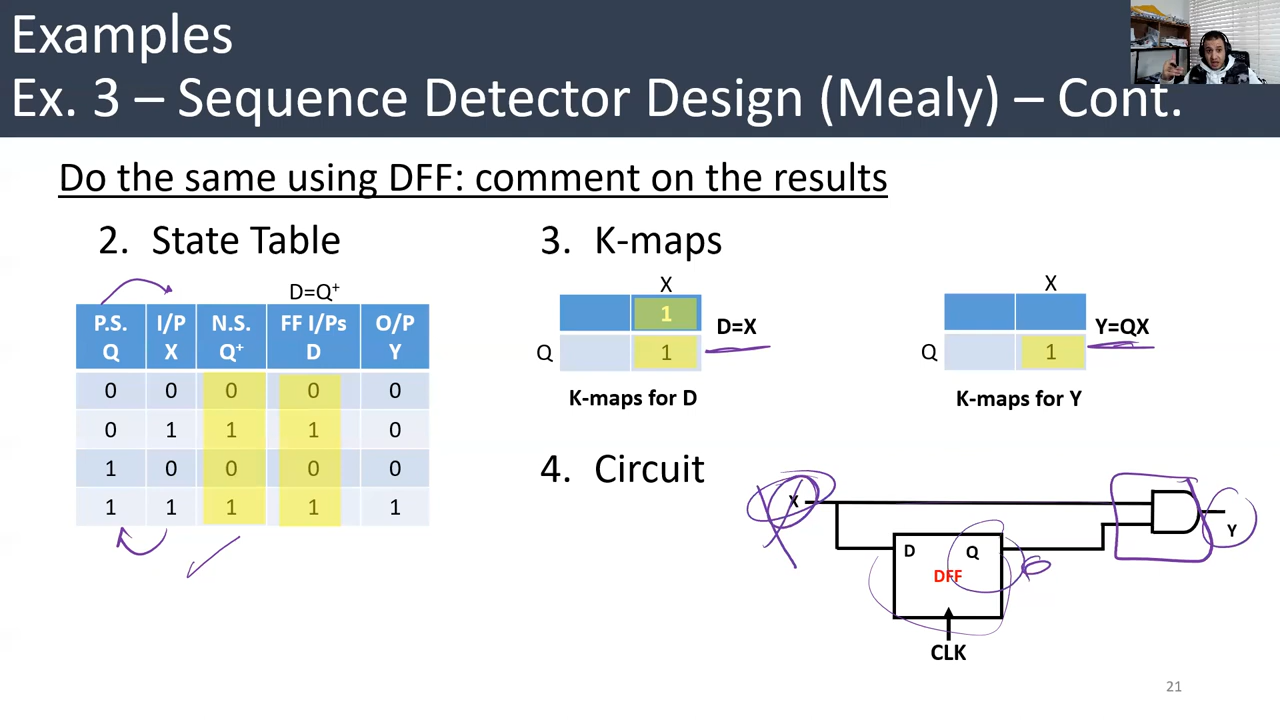 Examples
Ex. 3 – Sequence Detector Design (Mealy) – Cont.
Do the same using DFF: comment on the results
2. State Table
D=Q⁺
P.S. I/P N.S. FF I/Ps O/P
Q X Q⁺ D Y
0 0 0 0 0
0 1 1 1 0
1 0 0 0 0
1 1 1 1 1
3. K-maps
X
1
Q 1
D=X
K-maps for D
X
Q 1
Y=QX
K-maps for Y
4. Circuit
X
D Q
DFF
CLK
Y
21